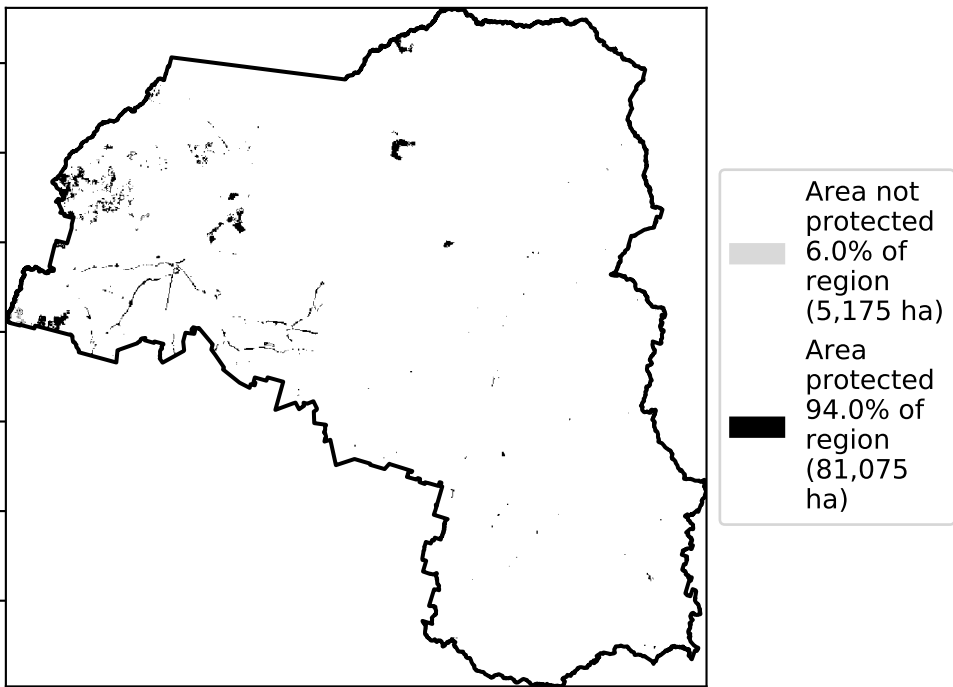 Area not
protected
6.0% of
region
(5,175 ha)
Area
protected
94.0% of
region
(81,075
ha)